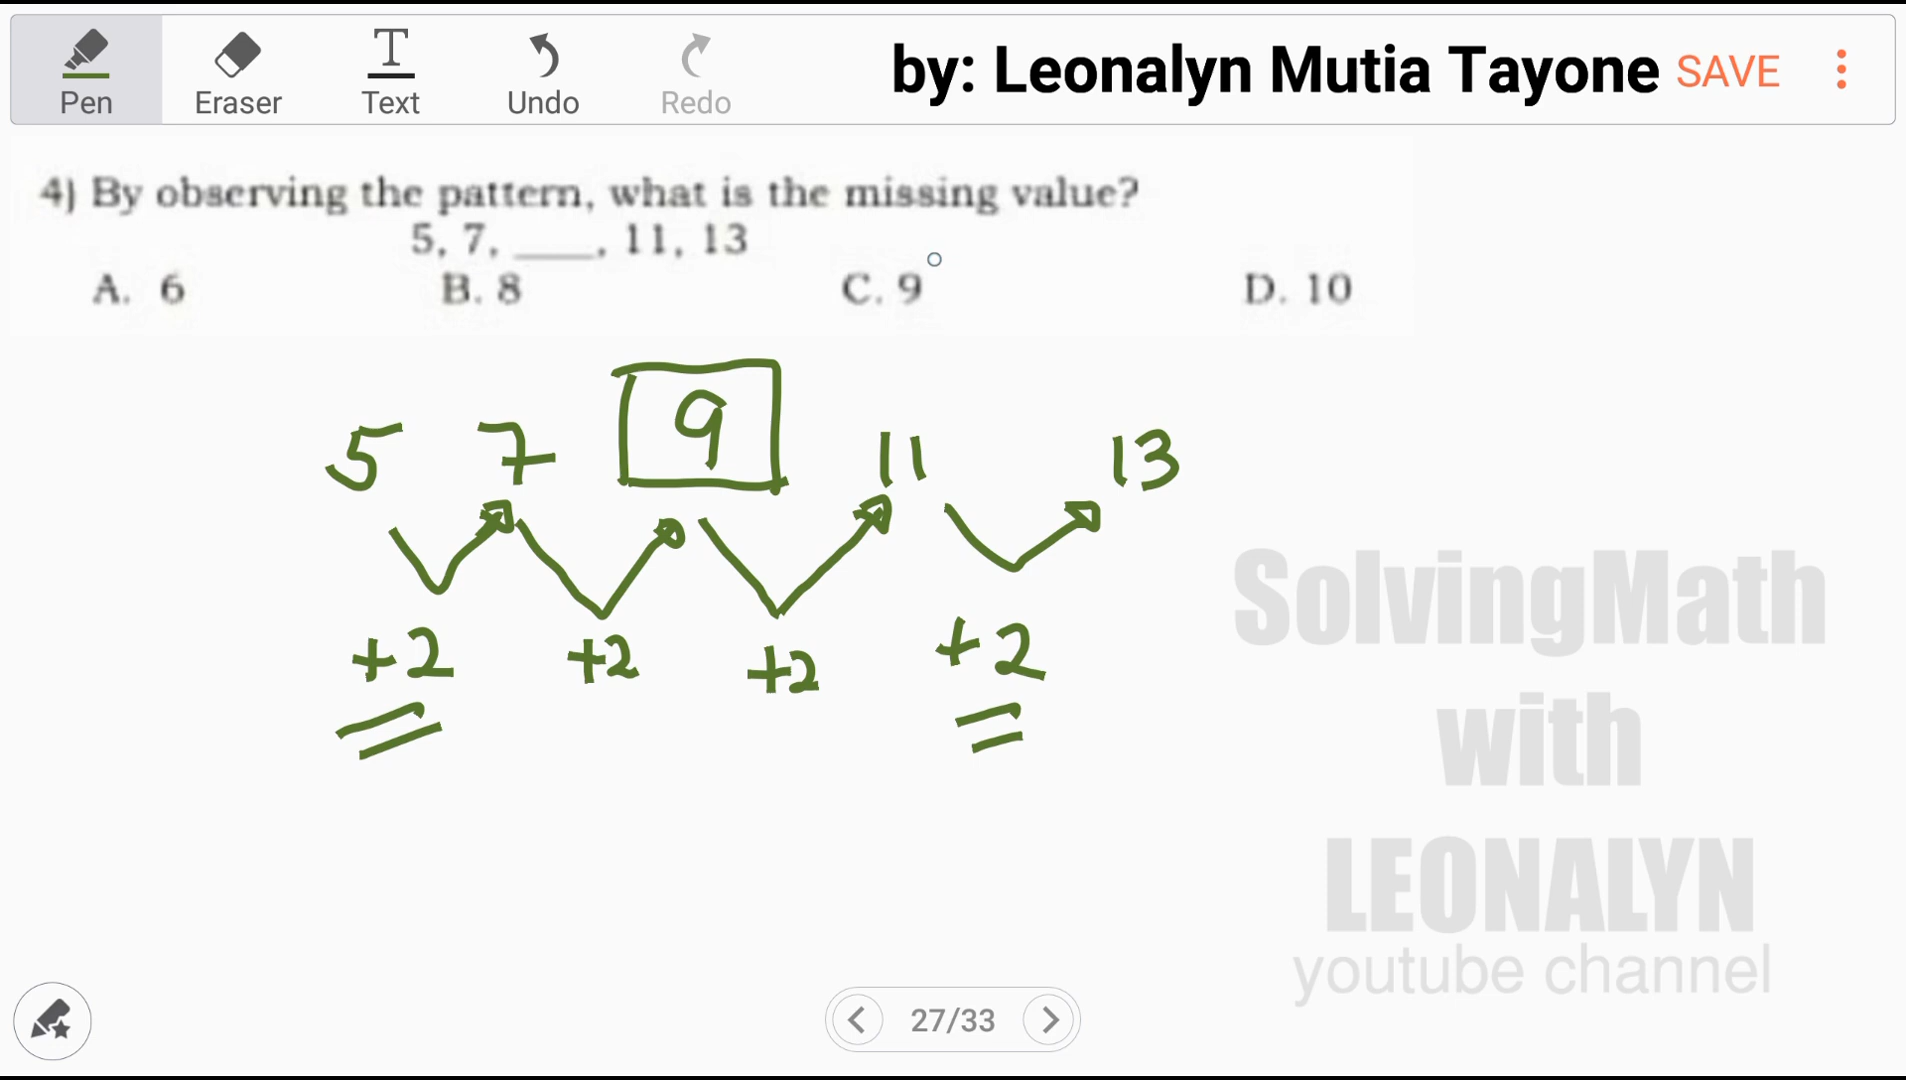 Pen Eraser Text Undo Redo by: Leonalyn Mutia Tayone SAVE
4) By observing the pattern, what is the missing value?
5, 7, ____, 11, 13
A. 6 B. 8 C. 9 D. 10
5 7 9 11 13
+2 +2 +2 +2
SolvingMath
with
LEONALYN
youtube channel
27/33